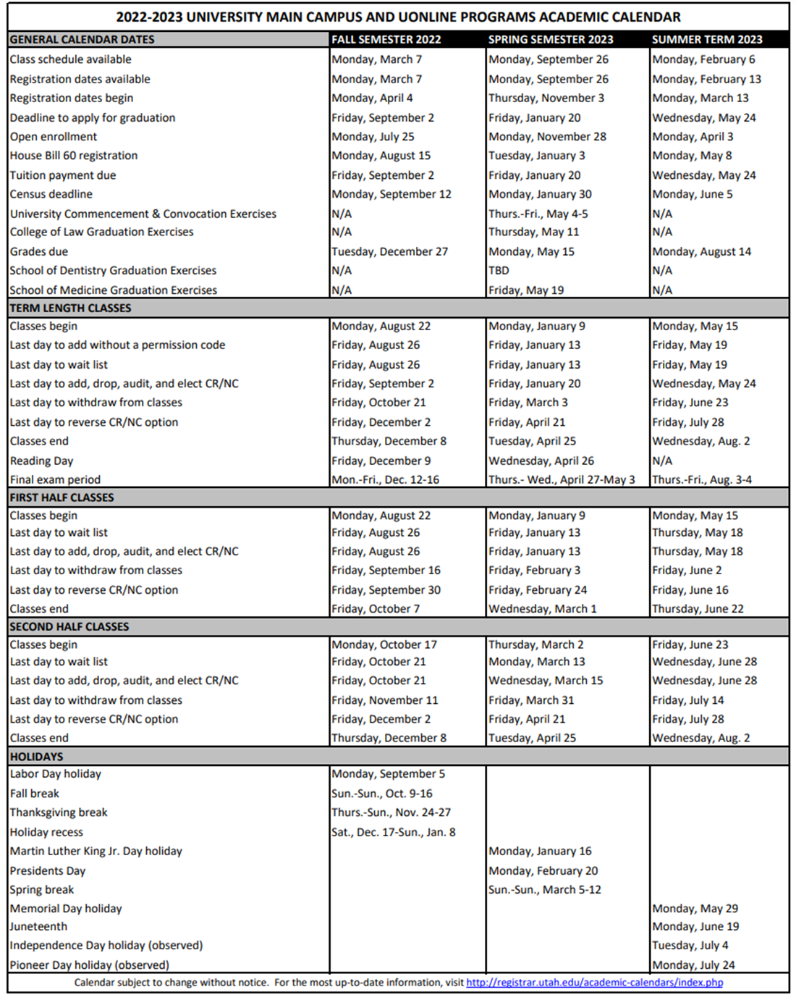 2022-2023 UNIVERSITY MAIN CAMPUS AND UONLINE PROGRAMS ACADEMIC CALENDAR
GENERAL CALENDAR DATES FALL SEMESTER 2022 SPRING SEMESTER 2023 SUMMER TERM 2023
Class schedule available Monday, March 7 Monday, September 26 Monday, February 6
Registration dates available Monday, March 7 Monday, September 26 Monday, February 13
Registration dates begin Monday, April 4 Thursday, November 3 Monday, March 13
Deadline to apply for graduation Friday, September 2 Friday, January 20 Wednesday, May 24
Open enrollment Monday, July 25 Monday, November 28 Monday, April 3
House Bill 60 registration Monday, August 15 Tuesday, January 3 Monday, May 8
Tuition payment due Friday, September 2 Friday, January 20 Wednesday, May 24
Census deadline Monday, September 12 Monday, January 30 Monday, June 5
University Commencement & Convocation Exercises N/A Thurs.-Fri., May 4-5 N/A
College of Law Graduation Exercises N/A Thursday, May 11 N/A
Grades due Tuesday, December 27 Monday, May 15 Monday, August 14
School of Dentistry Graduation Exercises N/A TBD N/A
School of Medicine Graduation Exercises N/A Friday, May 19 N/A
TERM LENGTH CLASSES
Classes begin Monday, August 22 Monday, January 9 Monday, May 15
Last day to add without a permission code Friday, August 26 Friday, January 13 Friday, May 19
Last day to wait list Friday, August 26 Friday, January 13 Friday, May 19
Last day to add, drop, audit, and elect CR/NC Friday, September 2 Friday, January 20 Wednesday, May 24
Last day to withdraw from classes Friday, October 21 Friday, March 3 Friday, June 23
Last day to reverse CR/NC option Friday, December 2 Friday, April 21 Friday, July 28
Classes end Thursday, December 8 Tuesday, April 25 Wednesday, Aug. 2
Reading Day Friday, December 9 Wednesday, April 26 N/A
Final exam period Mon.-Fri., Dec. 12-16 Thurs.- Wed., April 27-May 3 Thurs.-Fri., Aug. 3-4
FIRST HALF CLASSES
Classes begin Monday, August 22 Monday, January 9 Monday, May 15
Last day to wait list Friday, August 26 Friday, January 13 Thursday, May 18
Last day to add, drop, audit, and elect CR/NC Friday, August 26 Friday, January 13 Thursday, May 18
Last day to withdraw from classes Friday, September 16 Friday, February 3 Friday, June 2
Last day to reverse CR/NC option Friday, September 30 Friday, February 24 Friday, June 16
Classes end Friday, October 7 Wednesday, March 1 Thursday, June 22
SECOND HALF CLASSES
Classes begin Monday, October 17 Thursday, March 2 Friday, June 23
Last day to wait list Friday, October 21 Monday, March 13 Wednesday, June 28
Last day to add, drop, audit, and elect CR/NC Friday, October 21 Wednesday, March 15 Wednesday, June 28
Last day to withdraw from classes Friday, November 11 Friday, March 31 Friday, July 14
Last day to reverse CR/NC option Friday, December 2 Friday, April 21 Friday, July 28
Classes end Thursday, December 8 Tuesday, April 25 Wednesday, Aug. 2
HOLIDAYS
Labor Day holiday Monday, September 5
Fall break Sun.-Sun., Oct. 9-16
Thanksgiving break Thurs.-Sun., Nov. 24-27
Holiday recess Sat., Dec. 17-Sun., Jan. 8
Martin Luther King Jr. Day holiday Monday, January 16
Presidents Day Monday, February 20
Spring break Sun.-Sun., March 5-12
Memorial Day holiday Monday, May 29
Juneteenth Monday, June 19
Independence Day holiday (observed) Tuesday, July 4
Pioneer Day holiday (observed) Monday, July 24
Calendar subject to change without notice. For the most up-to-date information, visit http://registrar.utah.edu/academic-calendars/index.php